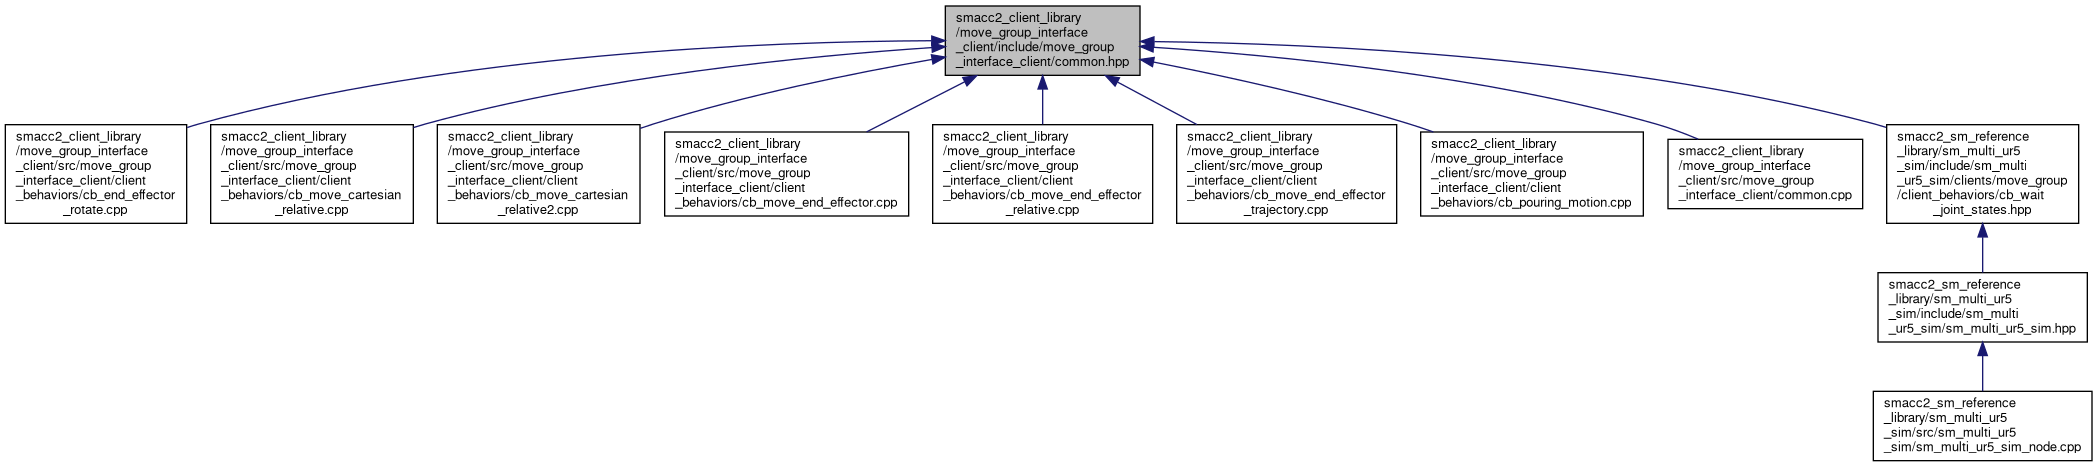 smacc2_client_library
/move_group_interface
_client/include/move_group
_interface_client/common.hpp
smacc2_client_library
/move_group_interface
_client/src/move_group
_interface_client/client
_behaviors/cb_end_effector
_rotate.cpp
smacc2_client_library
/move_group_interface
_client/src/move_group
_interface_client/client
_behaviors/cb_move_cartesian
_relative.cpp
smacc2_client_library
/move_group_interface
_client/src/move_group
_interface_client/client
_behaviors/cb_move_cartesian
_relative2.cpp
smacc2_client_library
/move_group_interface
_client/src/move_group
_interface_client/client
_behaviors/cb_move_end_effector.cpp
smacc2_client_library
/move_group_interface
_client/src/move_group
_interface_client/client
_behaviors/cb_move_end_effector
_relative.cpp
smacc2_client_library
/move_group_interface
_client/src/move_group
_interface_client/client
_behaviors/cb_move_end_effector
_trajectory.cpp
smacc2_client_library
/move_group_interface
_client/src/move_group
_interface_client/client
_behaviors/cb_pouring_motion.cpp
smacc2_client_library
/move_group_interface
_client/src/move_group
_interface_client/common.cpp
smacc2_sm_reference
_library/sm_multi_ur5
_sim/include/sm_multi
_ur5_sim/clients/move_group
/client_behaviors/cb_wait
_joint_states.hpp
smacc2_sm_reference
_library/sm_multi_ur5
_sim/include/sm_multi
_ur5_sim/sm_multi_ur5_sim.hpp
smacc2_sm_reference
_library/sm_multi_ur5
_sim/src/sm_multi_ur5
_sim/sm_multi_ur5_sim_node.cpp